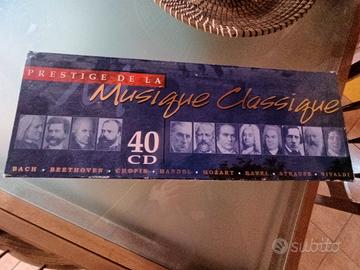 PRESTIGE DE LA
Musique Classique
40
CD
BACH • BEETHOVEN • CHOPIN • HANDEL • MOZART • RAVEL • STRAUSS • VIVALDI
subito